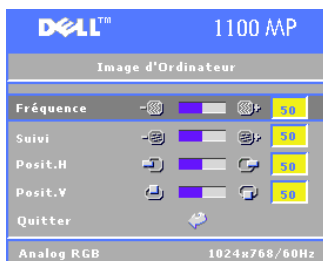 DELL™ 1100 MP
Image d'Ordinateur
Fréquence 50
Suivi 50
Posit.H 50
Posit.V 50
Quitter
Analog RGB 1024x768/60Hz